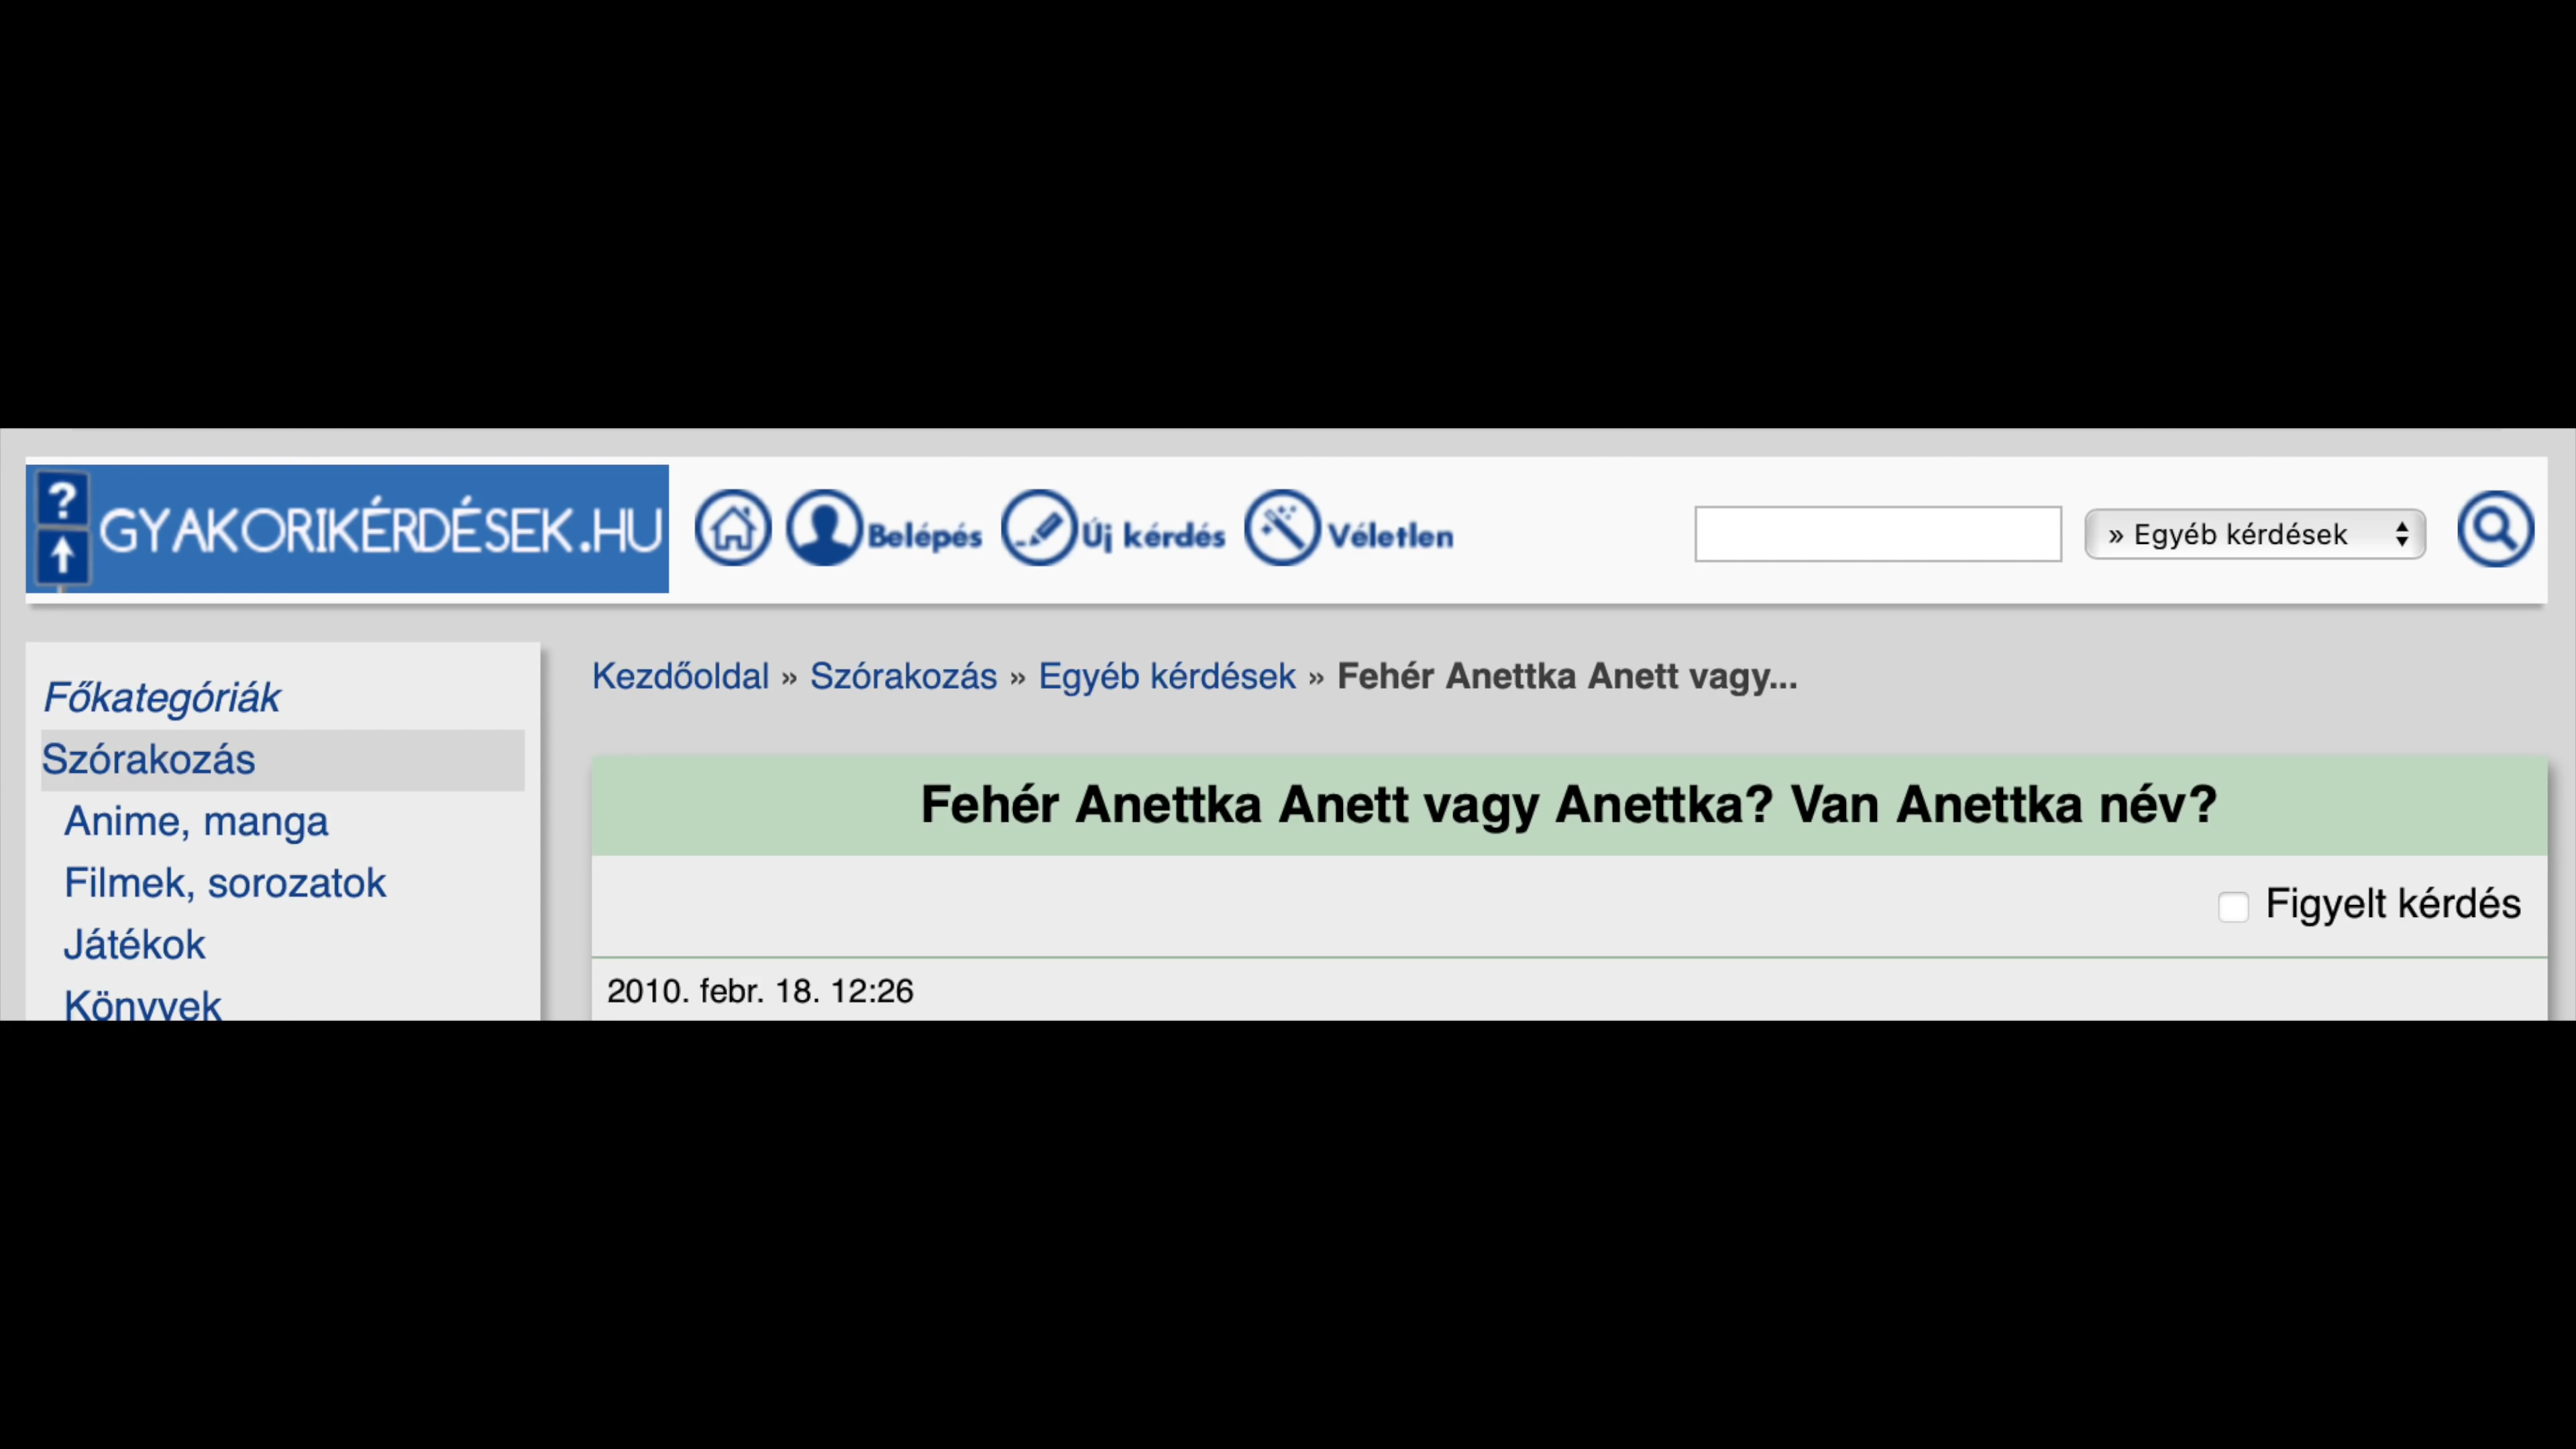 ?
GYAKORIKÉRDÉSEK.HU
Belépés
Új kérdés
Véletlen
» Egyéb kérdések
Főkategóriák
Szórakozás
Anime, manga
Filmek, sorozatok
Játékok
Könyvek
Kezdőoldal » Szórakozás » Egyéb kérdések » Fehér Anettka Anett vagy...
Fehér Anettka Anett vagy Anettka? Van Anettka név?
Figyelt kérdés
2010. febr. 18. 12:26